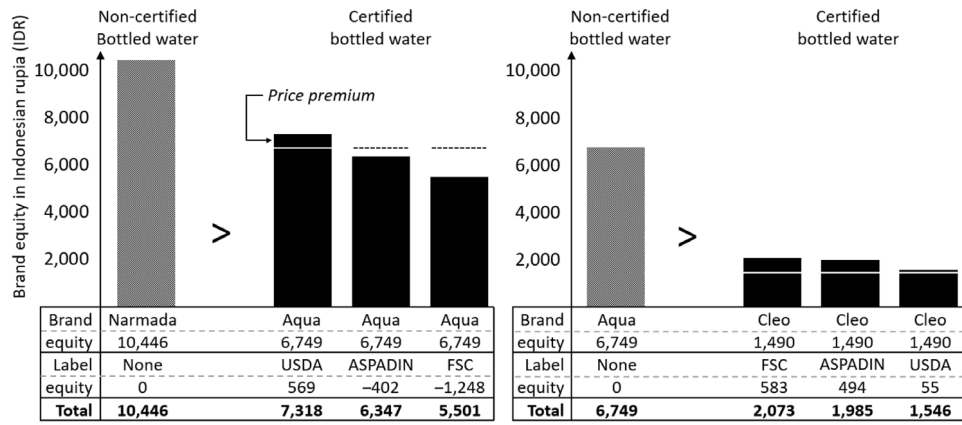 Non-certified
Bottled water
Certified
bottled water
Non-certified
bottled water
Certified
bottled water
Brand equity in Indonesian rupia (IDR)
10,000
8,000
6,000
4,000
2,000
Price premium
>
10,000
8,000
6,000
4,000
2,000
>
Brand Narmada Aqua Aqua Aqua
equity 10,446 6,749 6,749 6,749
Label None USDA ASPADIN FSC
equity 0 569 –402 –1,248
Total 10,446 7,318 6,347 5,501
Brand Aqua Cleo Cleo Cleo
equity 6,749 1,490 1,490 1,490
Label None FSC ASPADIN USDA
equity 0 583 494 55
Total 6,749 2,073 1,985 1,546